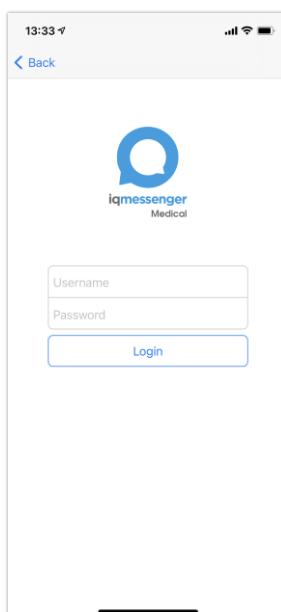 13:33
Back
iqmessenger
Medical
Username
Password
Login